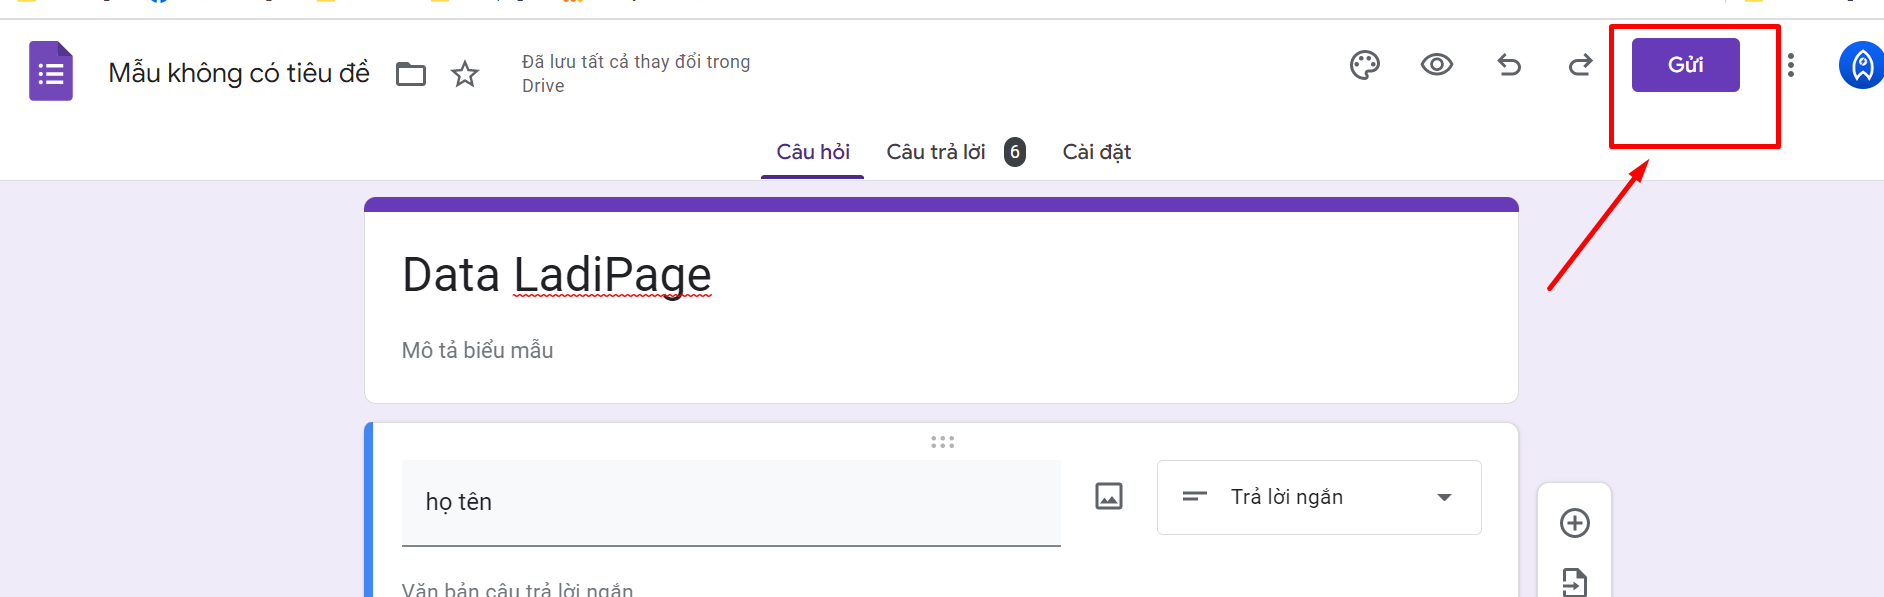 Mẫu không có tiêu đề
Đã lưu tất cả thay đổi trong
Drive
Gửi
Câu hỏi Câu trả lời 6 Cài đặt
Data LadiPage
Mô tả biểu mẫu
họ tên
Trả lời ngắn
Văn bản câu trả lời ngắn